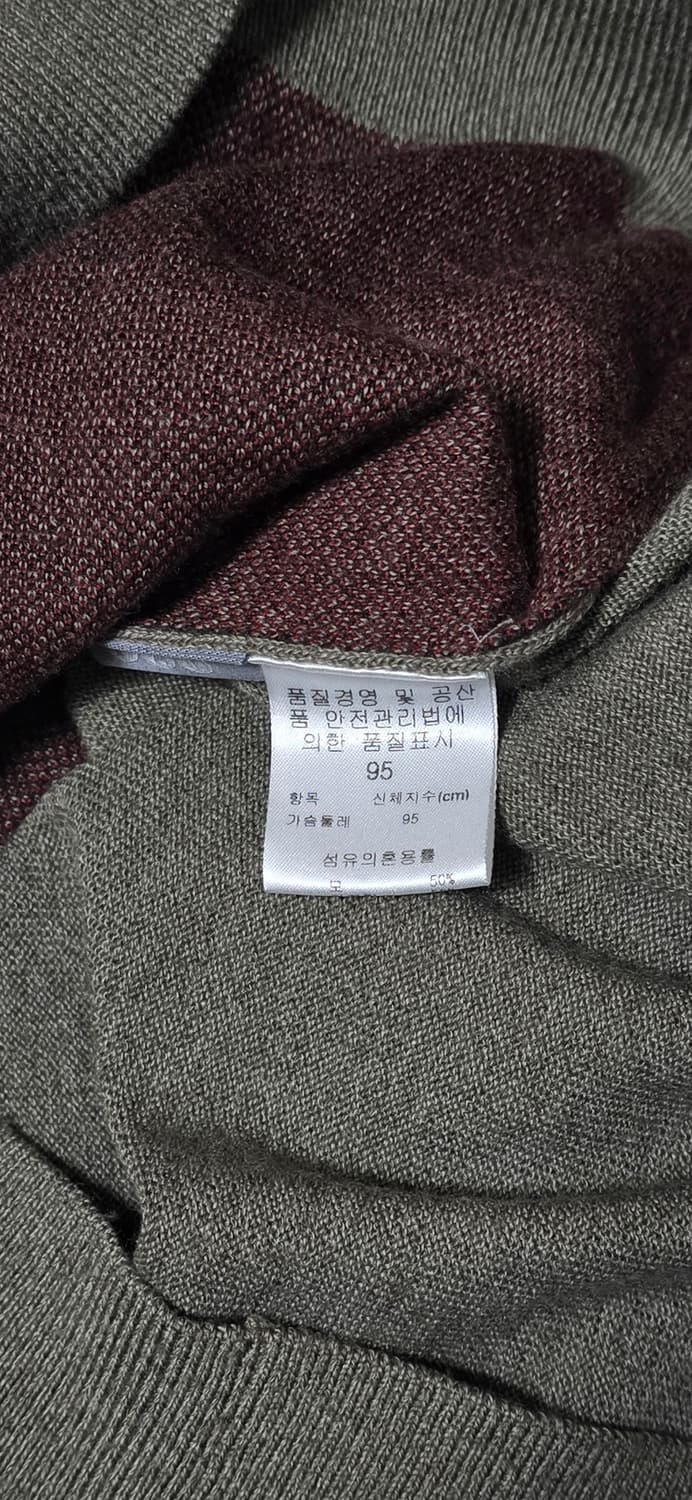 품질경영 및 공산
품 안전관리법에
의한 품질표시
95
항목 신체치수(cm)
가슴둘레 95
섬유의혼용률
모 50%